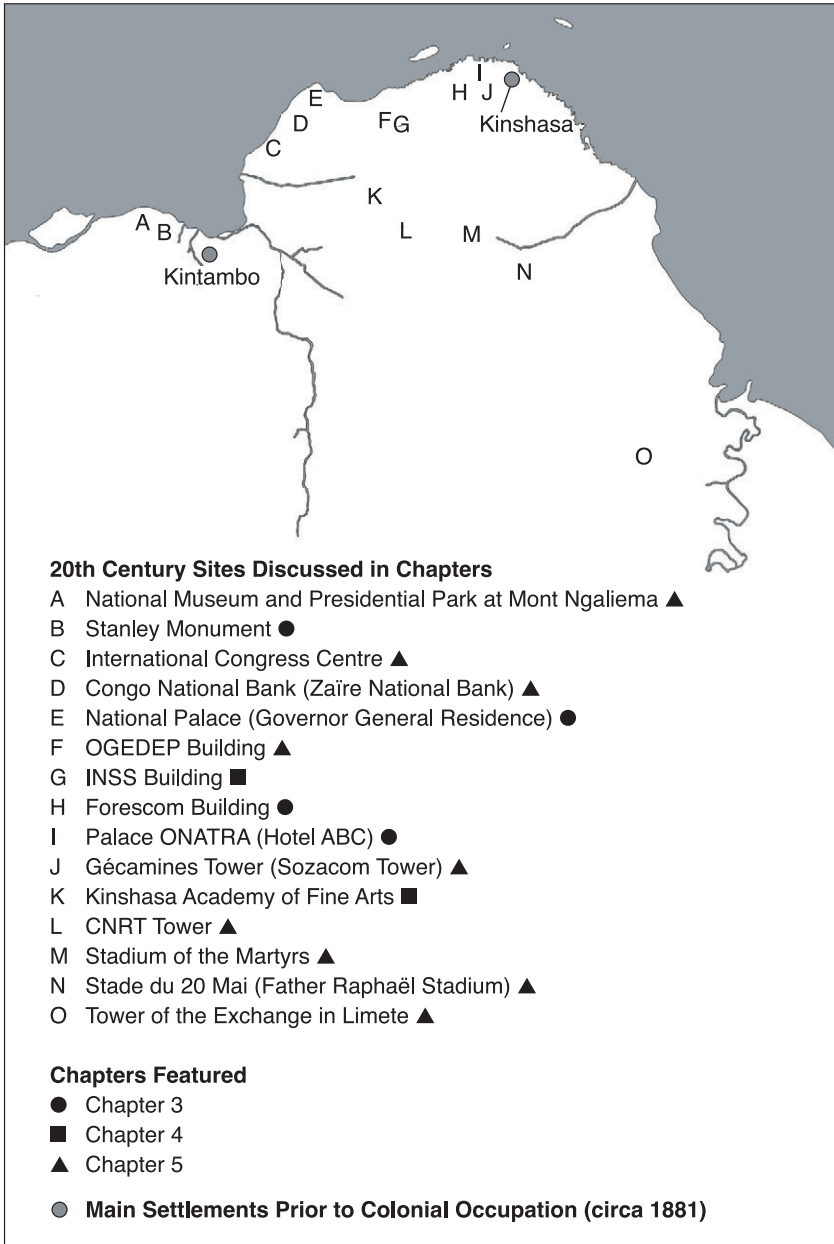 I
E
H
J
D
F
G
Kinshasa
C
K
A
B
L
M
Kintambo
N
O
20th Century Sites Discussed in Chapters
A National Museum and Presidential Park at Mont Ngaliema ▲
B Stanley Monument ●
C International Congress Centre ▲
D Congo National Bank (Zaïre National Bank) ▲
E National Palace (Governor General Residence) ●
F OGEDEP Building ▲
G INSS Building ■
H Forescom Building ●
I Palace ONATRA (Hotel ABC) ●
J Gécamines Tower (Sozacom Tower) ▲
K Kinshasa Academy of Fine Arts ■
L CNRT Tower ▲
M Stadium of the Martyrs ▲
N Stade du 20 Mai (Father Raphaël Stadium) ▲
O Tower of the Exchange in Limete ▲
Chapters Featured
● Chapter 3
■ Chapter 4
▲ Chapter 5
Main Settlements Prior to Colonial Occupation (circa 1881)